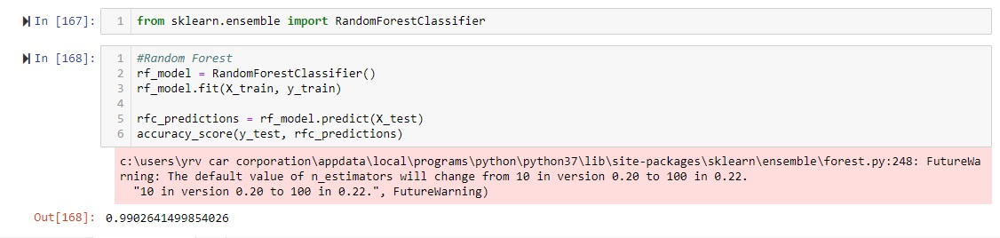 In [167]: 1 from sklearn.ensemble import RandomForestClassifier
In [168]: 1 #Random Forest
2 rf_model = RandomForestClassifier()
3 rf_model.fit(X_train, y_train)
4
5 rfc_predictions = rf_model.predict(X_test)
6 accuracy_score(y_test, rfc_predictions)
c:\users\yrv car corporation\appdata\local\programs\python\python37\lib\site-packages\sklearn\ensemble\forest.py:248: FutureWa
rning: The default value of n_estimators will change from 10 in version 0.20 to 100 in 0.22.
"10 in version 0.20 to 100 in 0.22.", FutureWarning)
Out[168]: 0.9902641499854026